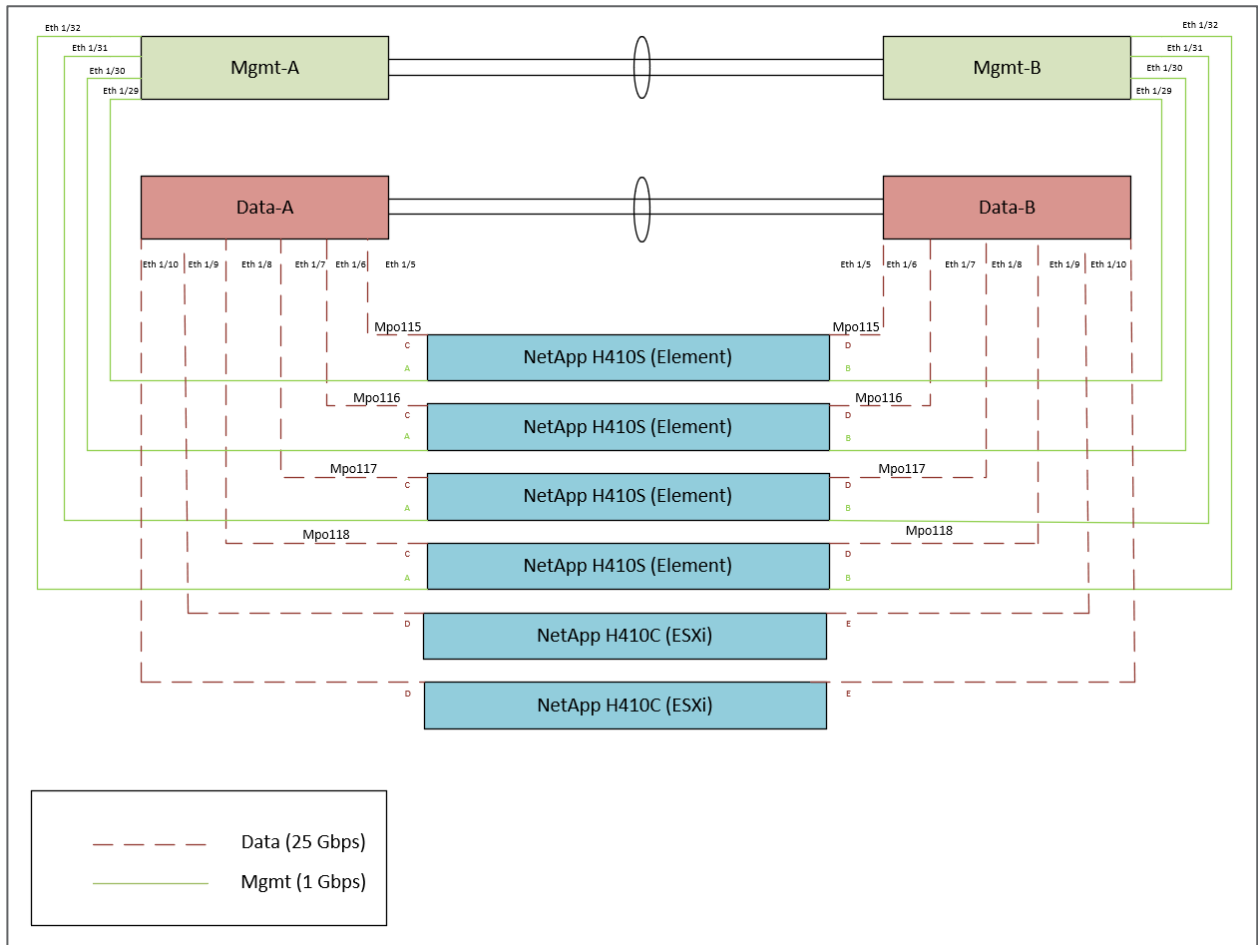 Eth 1/32
Eth 1/31
Eth 1/30
Eth 1/29
Mgmt-A
Mgmt-B
Eth 1/32
Eth 1/31
Eth 1/30
Eth 1/29
Data-A
Data-B
Eth 1/10 Eth 1/9 Eth 1/8 Eth 1/7 Eth 1/6 Eth 1/5
Eth 1/5 Eth 1/6 Eth 1/7 Eth 1/8 Eth 1/9 Eth 1/10
Mpo115 Mpo115
C NetApp H410S (Element) D
A B
Mpo116 Mpo116
C NetApp H410S (Element) D
A B
Mpo117 Mpo117
C NetApp H410S (Element) D
A B
Mpo118 Mpo118
C NetApp H410S (Element) D
A B
D NetApp H410C (ESXi) E
D NetApp H410C (ESXi) E
Data (25 Gbps)
Mgmt (1 Gbps)